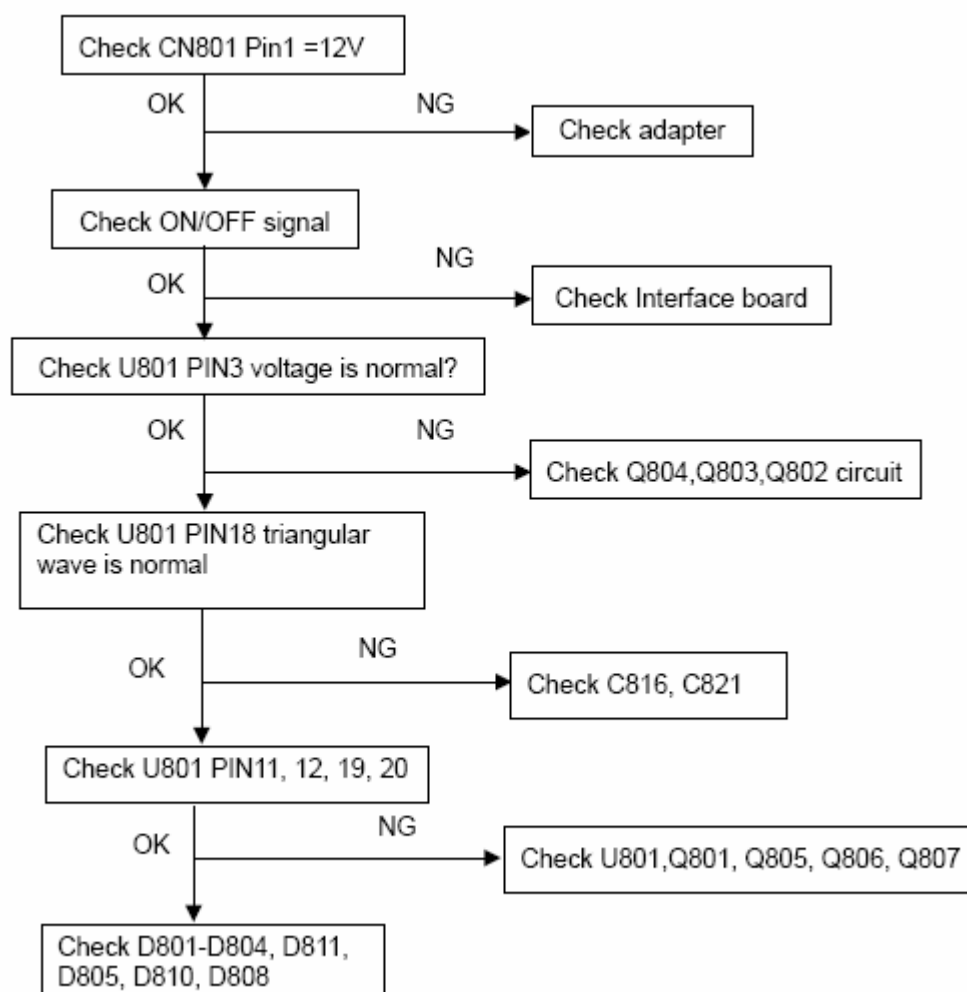 Check CN801 Pin1 =12V
OK
NG
Check adapter
Check ON/OFF signal
OK
NG
Check Interface board
Check U801 PIN3 voltage is normal?
OK
NG
Check Q804,Q803,Q802 circuit
Check U801 PIN18 triangular
wave is normal
OK
NG
Check C816, C821
Check U801 PIN11, 12, 19, 20
OK
NG
Check U801,Q801, Q805, Q806, Q807
Check D801-D804, D811,
D805, D810, D808